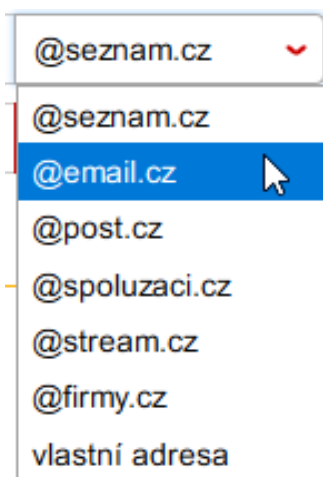 @seznam.cz
@seznam.cz
@email.cz
@post.cz
@spoluzaci.cz
@stream.cz
@firmy.cz
vlastní adresa